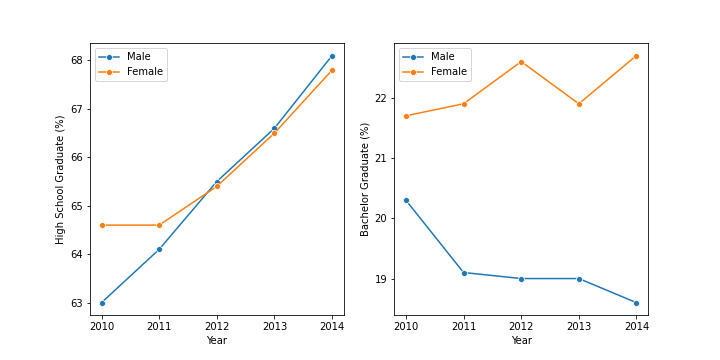 Male
Female
High School Graduate (%)
68
67
66
65
64
63
2010
2011
2012
2013
2014
Year
Male
Female
Bachelor Graduate (%)
22
21
20
19
2010
2011
2012
2013
2014
Year